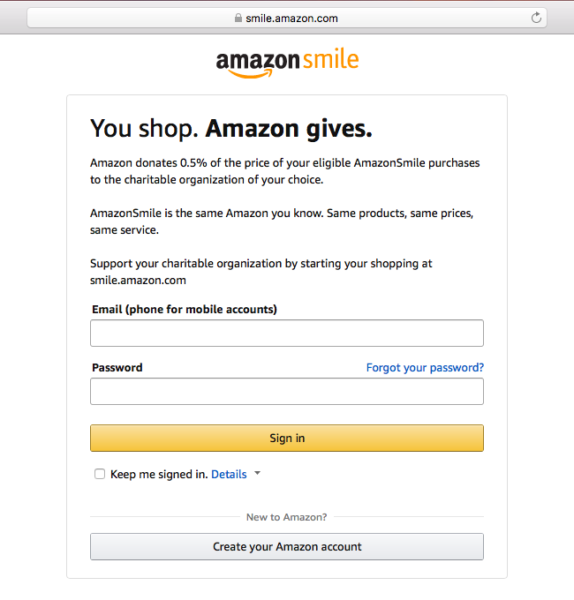 smile.amazon.com
amazonsmile
You shop. Amazon gives.
Amazon donates 0.5% of the price of your eligible AmazonSmile purchases
to the charitable organization of your choice.
AmazonSmile is the same Amazon you know. Same products, same prices,
same service.
Support your charitable organization by starting your shopping at
smile.amazon.com
Email (phone for mobile accounts)
Password Forgot your password?
Sign in
Keep me signed in. Details
New to Amazon?
Create your Amazon account